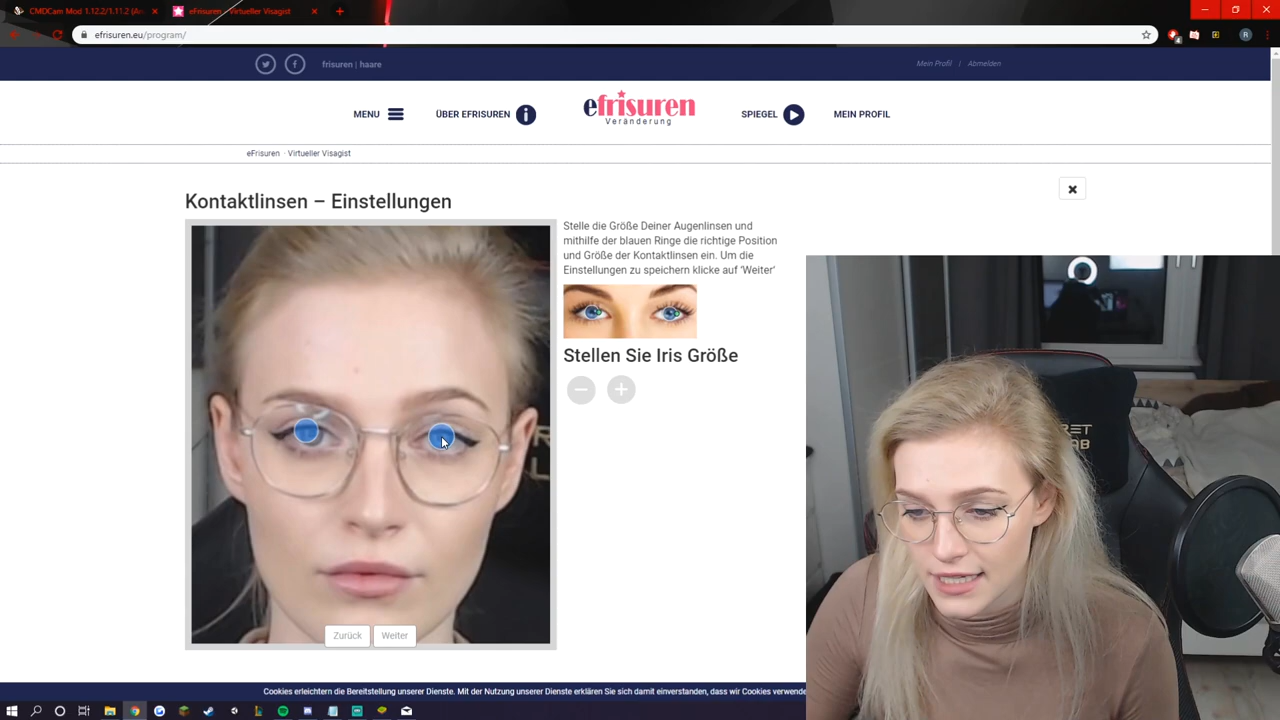 CMDCam Mod 1.12.2/1.11.2 (An
eFrisuren - Virtueller Visagist
efrisuren.eu/program/
frisuren | haare
Mein Profil | Abmelden
MENU
ÜBER EFRISUREN
efrisuren
Veränderung
SPIEGEL
MEIN PROFIL
eFrisuren · Virtueller Visagist
Kontaktlinsen – Einstellungen
Stelle die Größe Deiner Augenlinsen und
mithilfe der blauen Ringe die richtige Position
und Größe der Kontaktlinsen ein. Um die
Einstellungen zu speichern klicke auf ‘Weiter’
Stellen Sie Iris Größe
Zurück
Weiter
Cookies erleichtern die Bereitstellung unserer Dienste. Mit der Nutzung unserer Dienste erklären Sie sich damit einverstanden, dass wir Cookies verwende